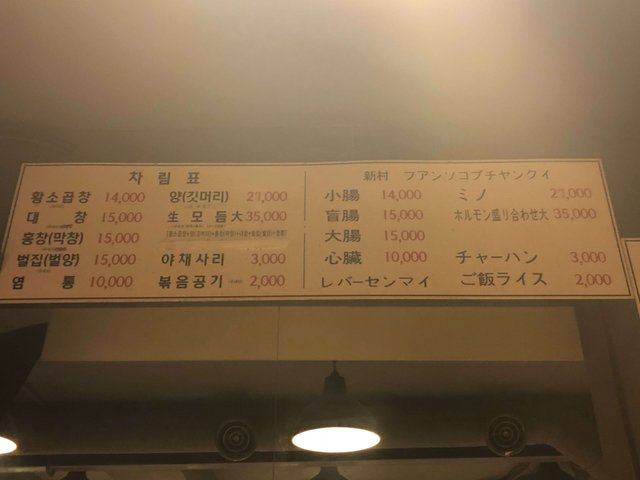 차 림 표
황소곱창 14,000
대 창 15,000
홍창(막창) 15,000
벌집(벌양) 15,000
염 통 10,000
양(깃머리) 27,000
生 모 듬 大 35,000
야채사리 3,000
볶음공기 2,000
新村 フアンソコプチヤンクイ
小腸 14,000
盲腸 15,000
大腸 15,000
心臓 10,000
レバーセンマイ
ミノ 27,000
ホルモン盛り合わせ大 35,000
チャーハン 3,000
ご飯ライス 2,000